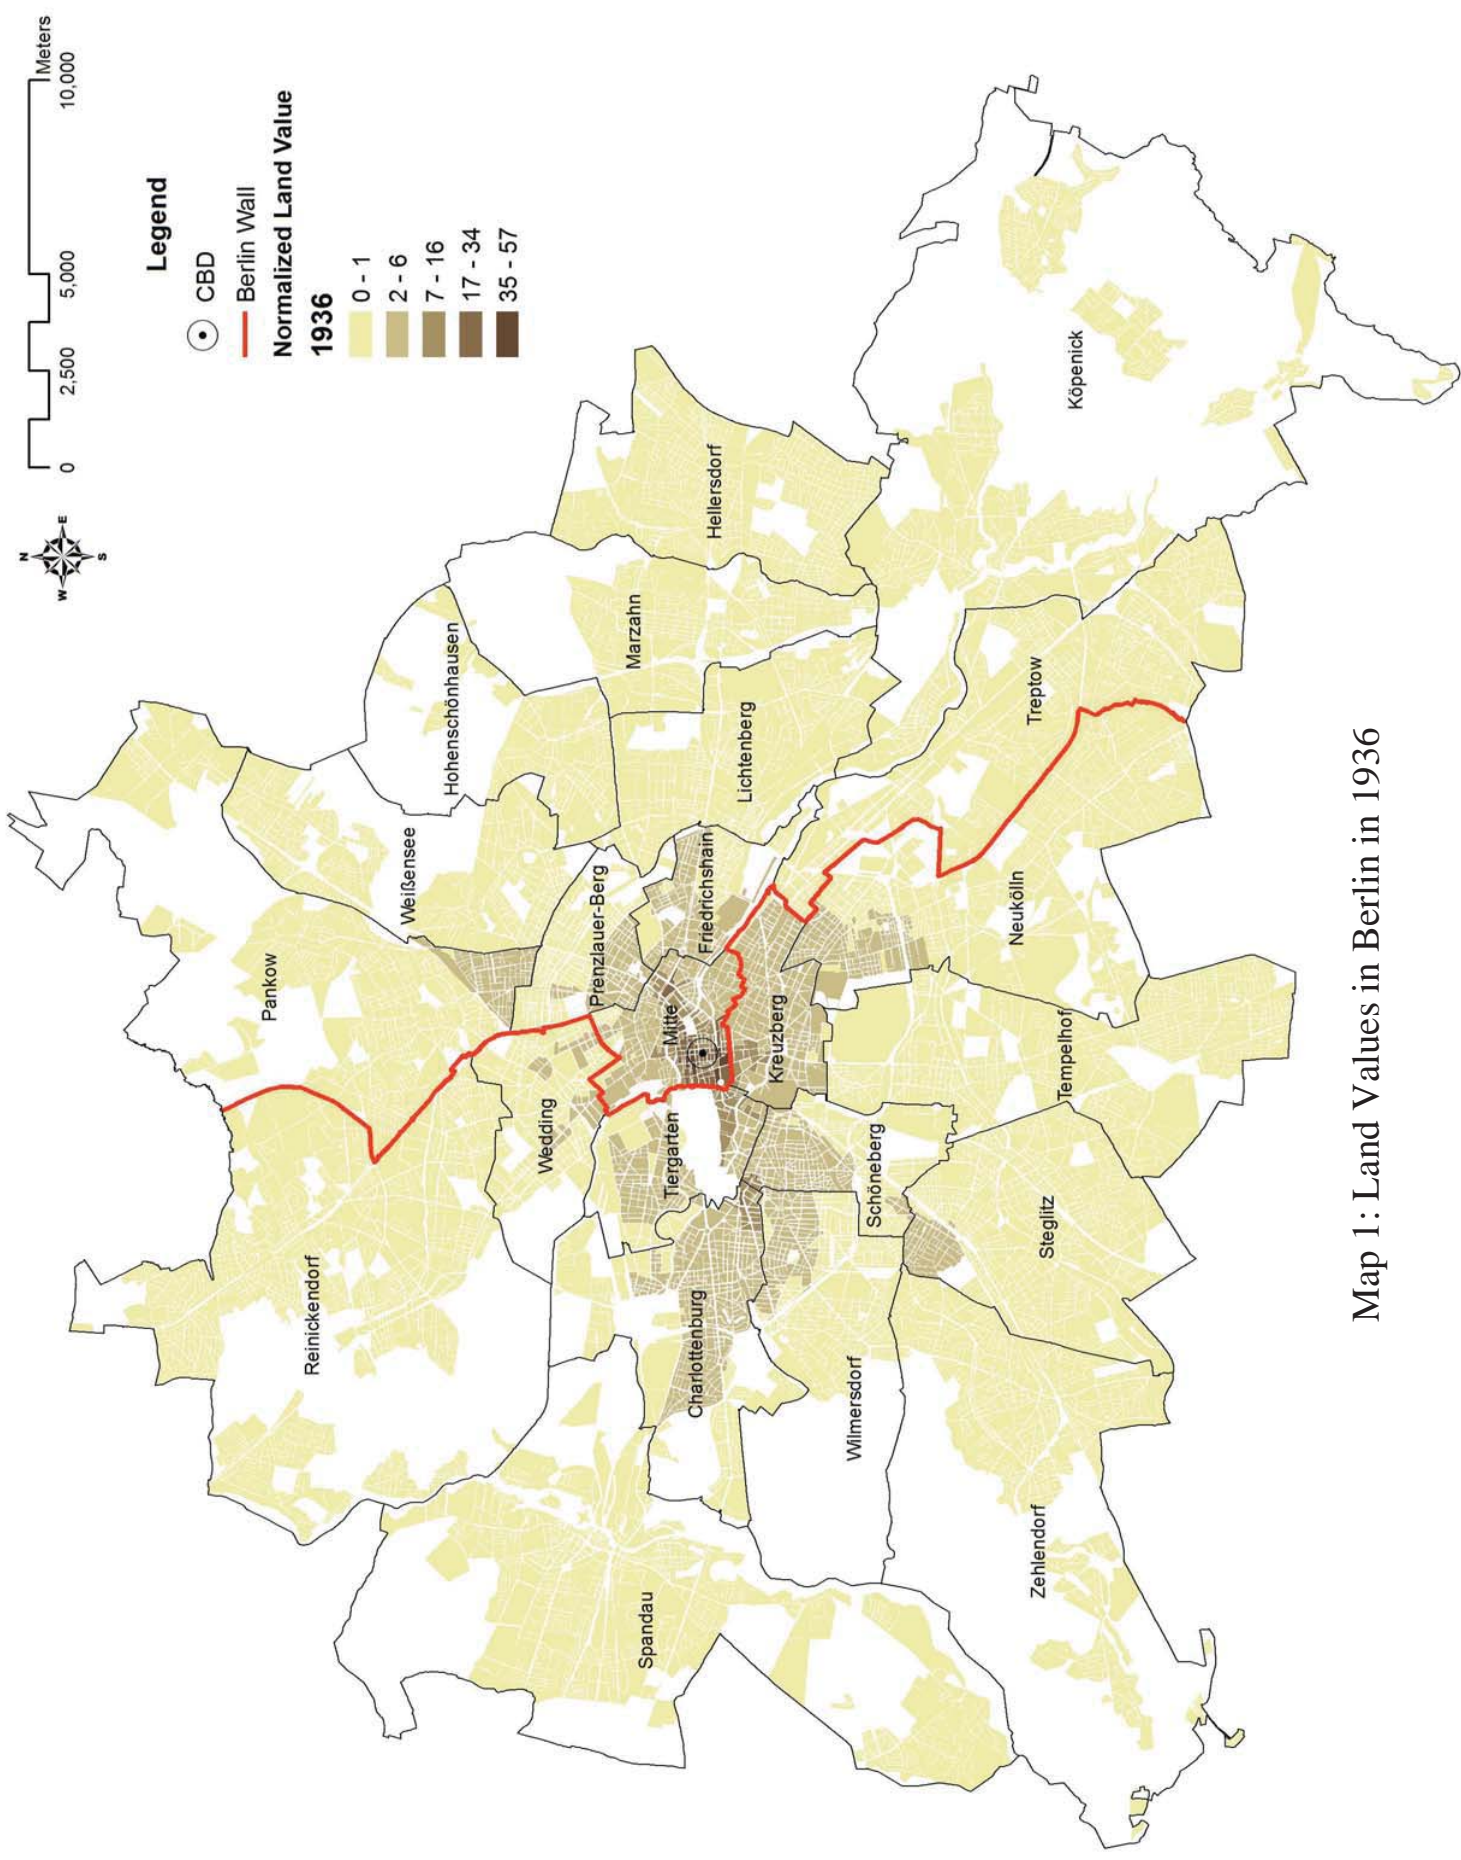 0
2,500
5,000
10,000
Meters
N
W
E
S
Legend
CBD
Berlin Wall
Normalized Land Value
1936
0 - 1
2 - 6
7 - 16
17 - 34
35 - 57
Pankow
Reinickendorf
Weißensee
Hohenschönhausen
Wedding
Prenzlauer-Berg
Marzahn
Hellersdorf
Spandau
Charlottenburg
Tiergarten
Mitte
Friedrichshain
Lichtenberg
Kreuzberg
Wilmersdorf
Schöneberg
Zehlendorf
Steglitz
Tempelhof
Neukölln
Treptow
Köpenick
Map 1: Land Values in Berlin in 1936